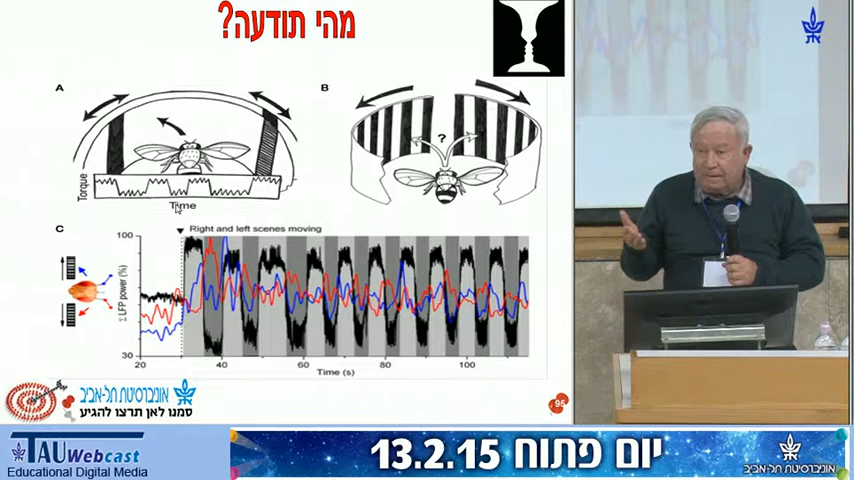 מהי תודעה?
A
B
Torque
Time
?
C
Right and left scenes moving
100
30
Σ LFP power (%)
20
40
60
80
100
Time (s)
אוניברסיטת תל-אביב
סמנו לאן תרצו להגיע
95
TAU Webcast
Educational Digital Media
יום פתוח 13.2.15
אוניברסיטת תל-אביב